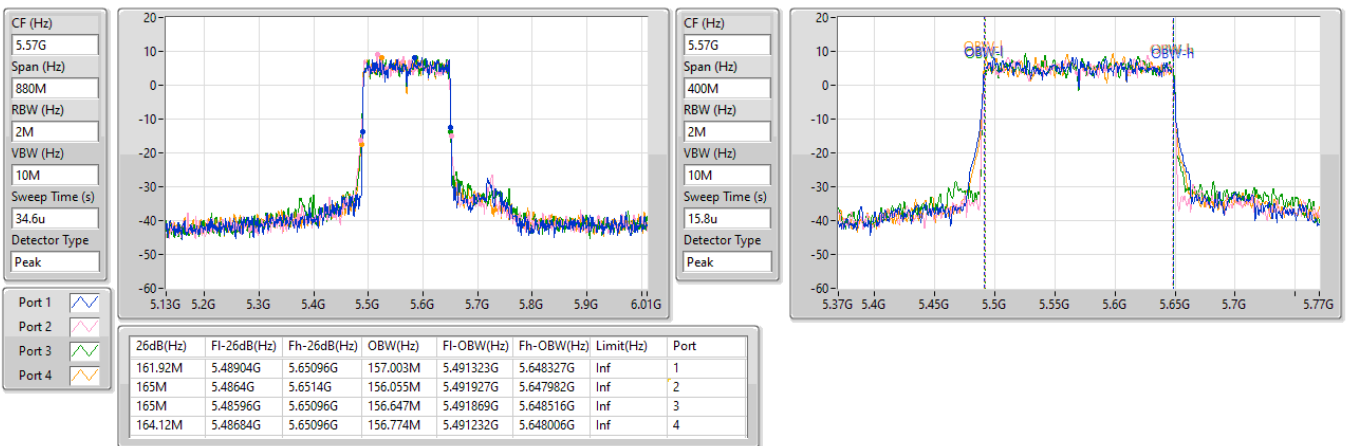 CF (Hz)
5.57G
Span (Hz)
880M
RBW (Hz)
2M
VBW (Hz)
10M
Sweep Time (s)
34.6u
Detector Type
Peak
20
10
0
-10
-20
-30
-40
-50
-60
5.13G 5.2G 5.3G 5.4G 5.5G 5.6G 5.7G 5.8G 5.9G 6.01G
CF (Hz)
5.57G
Span (Hz)
400M
RBW (Hz)
2M
VBW (Hz)
10M
Sweep Time (s)
15.8u
Detector Type
Peak
20
10
0
-10
-20
-30
-40
-50
-60
OBW-l OBW-h
5.37G 5.4G 5.45G 5.5G 5.55G 5.6G 5.65G 5.7G 5.77G
Port 1
Port 2
Port 3
Port 4
26dB(Hz) Fl-26dB(Hz) Fh-26dB(Hz) OBW(Hz) Fl-OBW(Hz) Fh-OBW(Hz) Limit(Hz) Port
161.92M 5.48904G 5.65096G 157.003M 5.491323G 5.648327G Inf 1
165M 5.4864G 5.6514G 156.055M 5.491927G 5.647982G Inf 2
165M 5.48596G 5.65096G 156.647M 5.491869G 5.648516G Inf 3
164.12M 5.48684G 5.65096G 156.774M 5.491232G 5.648006G Inf 4